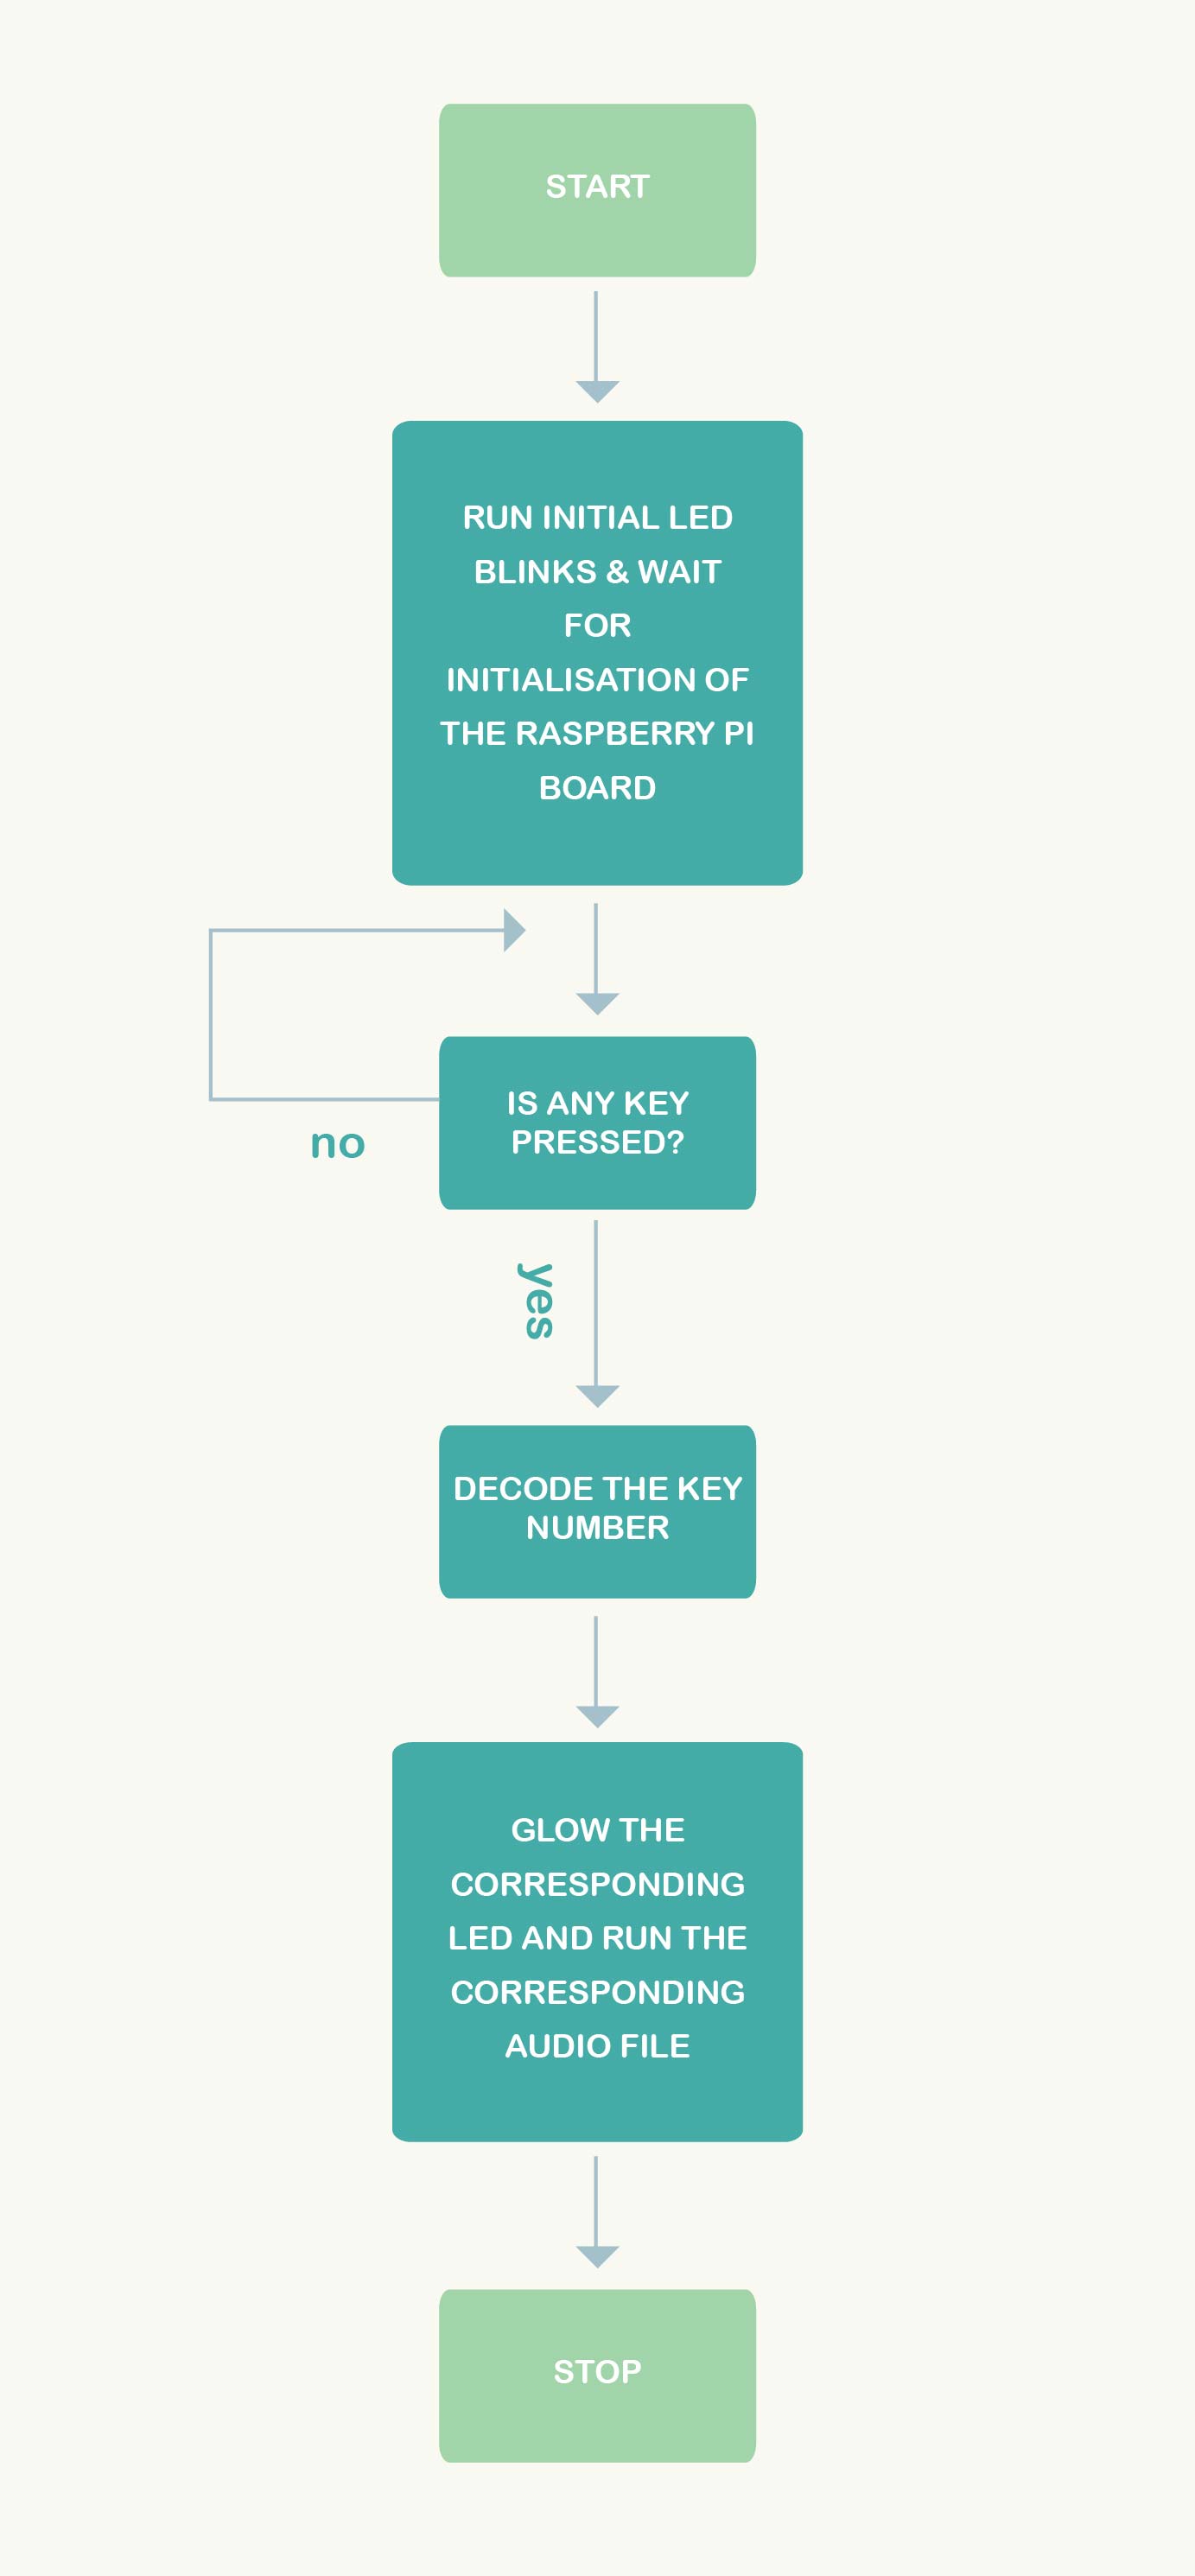 START
RUN INITIAL LED
BLINKS & WAIT
FOR
INITIALISATION OF
THE RASPBERRY PI
BOARD
IS ANY KEY
PRESSED?
no
yes
DECODE THE KEY
NUMBER
GLOW THE
CORRESPONDING
LED AND RUN THE
CORRESPONDING
AUDIO FILE
STOP